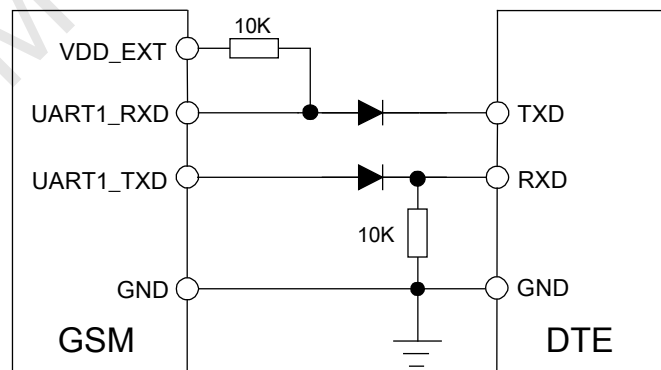 10K
VDD_EXT
UART1_RXD
TXD
UART1_TXD
RXD
10K
GND
GND
GSM
DTE